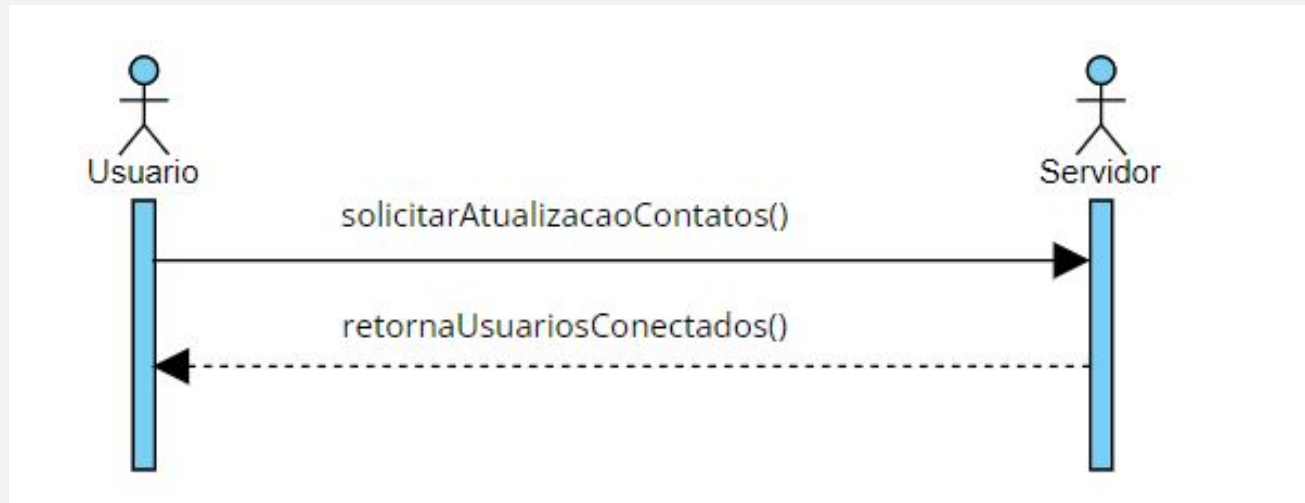 Usuario
Servidor
solicitarAtualizacaoContatos()
retornaUsuariosConectados()